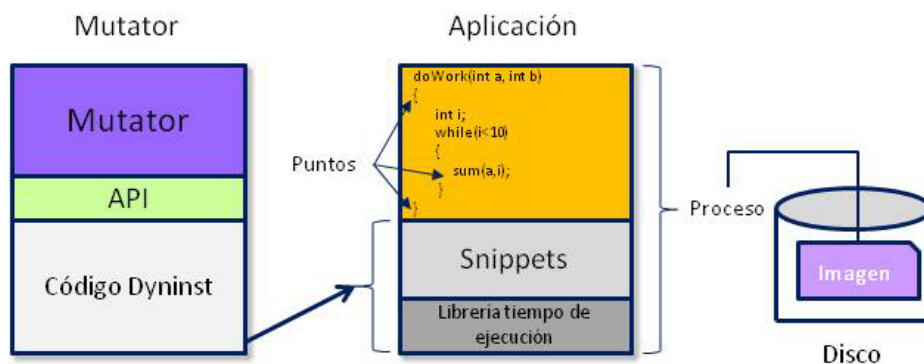 Mutator
Mutator
API
Código Dyninst
Aplicación
doWork(int a, int b)
{
int i;
while(i<10)
{
sum(a,i);
}
}
Puntos
Snippets
Librería tiempo de
ejecución
Proceso
Imagen
Disco